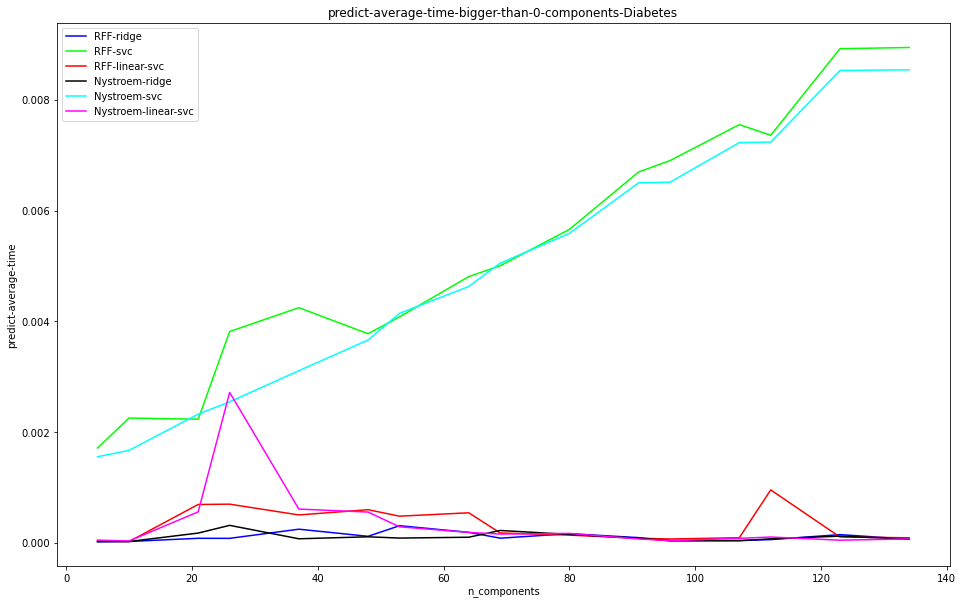 predict-average-time-bigger-than-0-components-Diabetes
RFF-ridge
RFF-svc
RFF-linear-svc
Nystroem-ridge
Nystroem-svc
Nystroem-linear-svc
predict-average-time
0.008
0.006
0.004
0.002
0.000
0 20 40 60 80 100 120 140
n_components